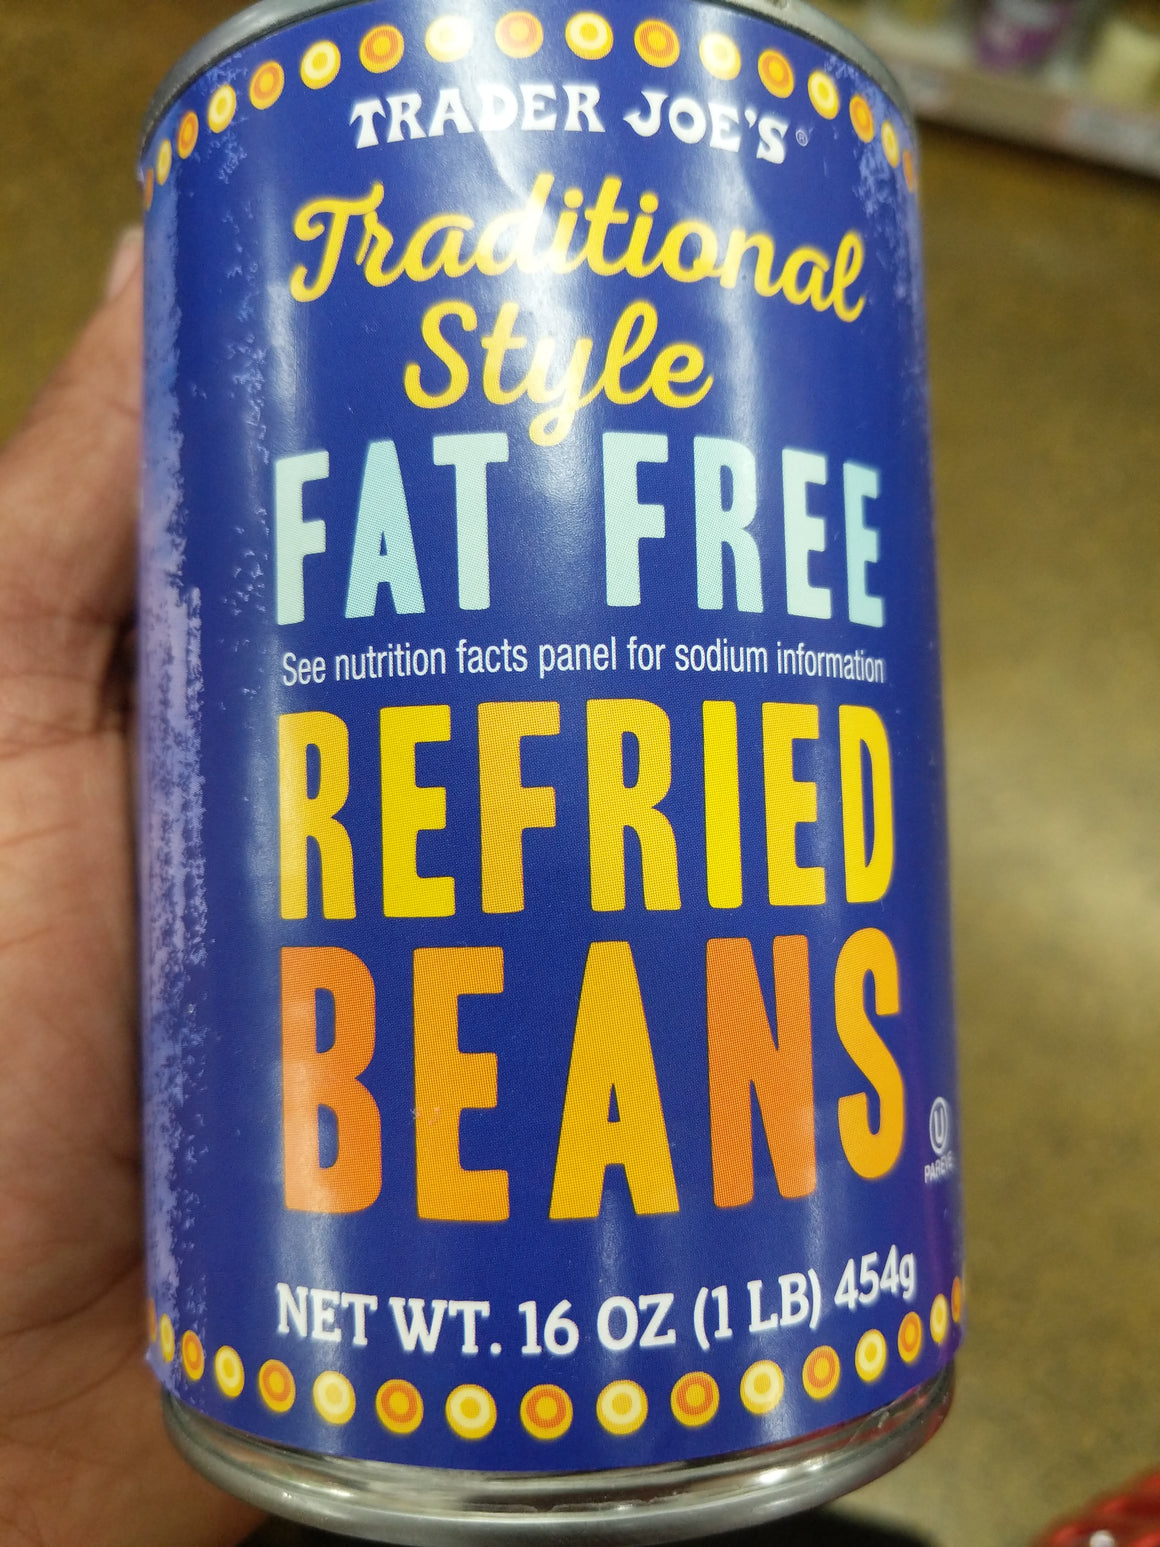 TRADER JOE'S®
Traditional
Style
FAT FREE
See nutrition facts panel for sodium information
REFRIED
BEANS
U
PAREVE
NET WT. 16 OZ (1 LB) 454g